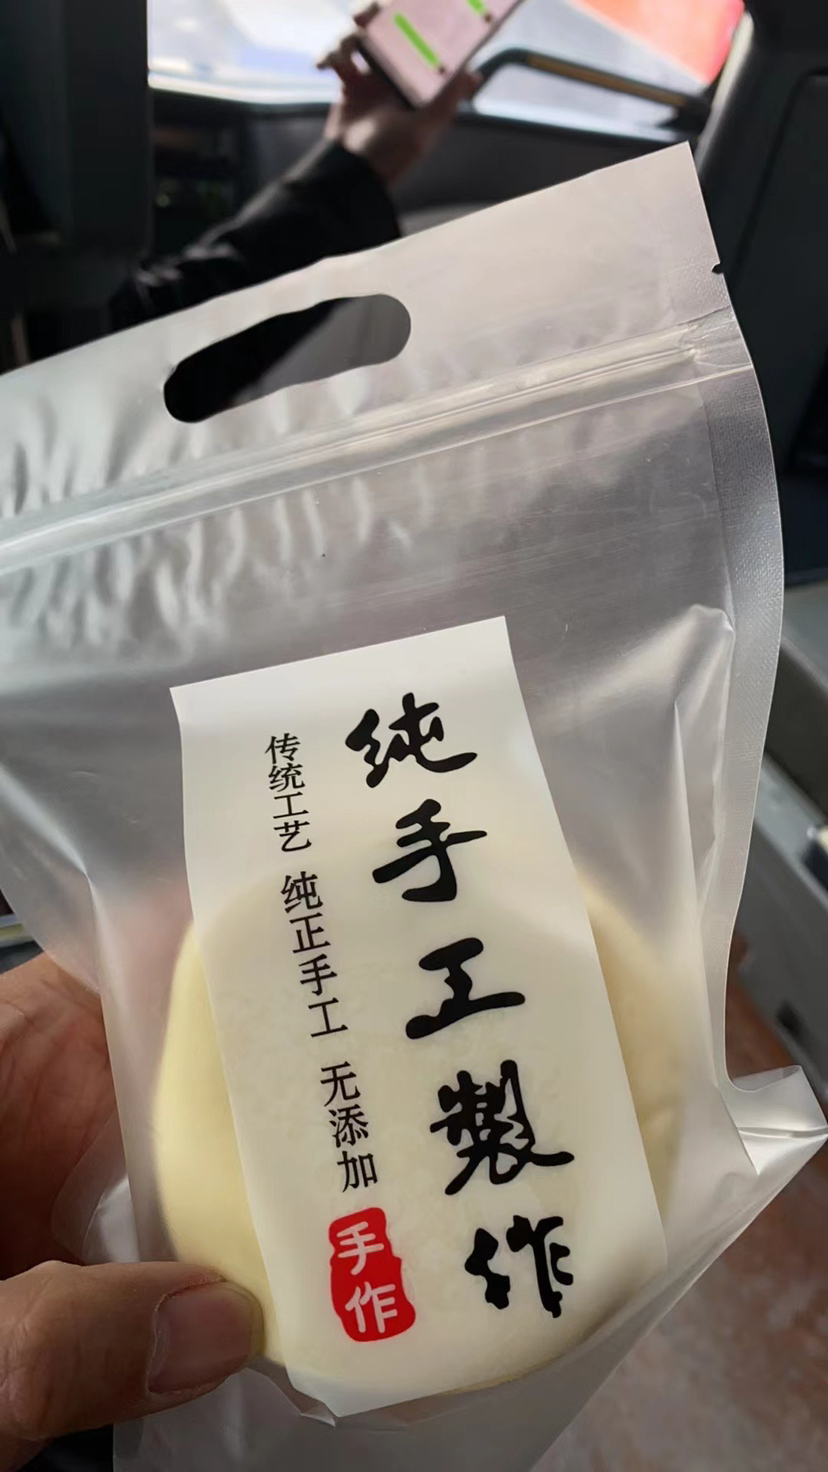 纯手工製作
传统工艺 纯正手工 无添加
手作